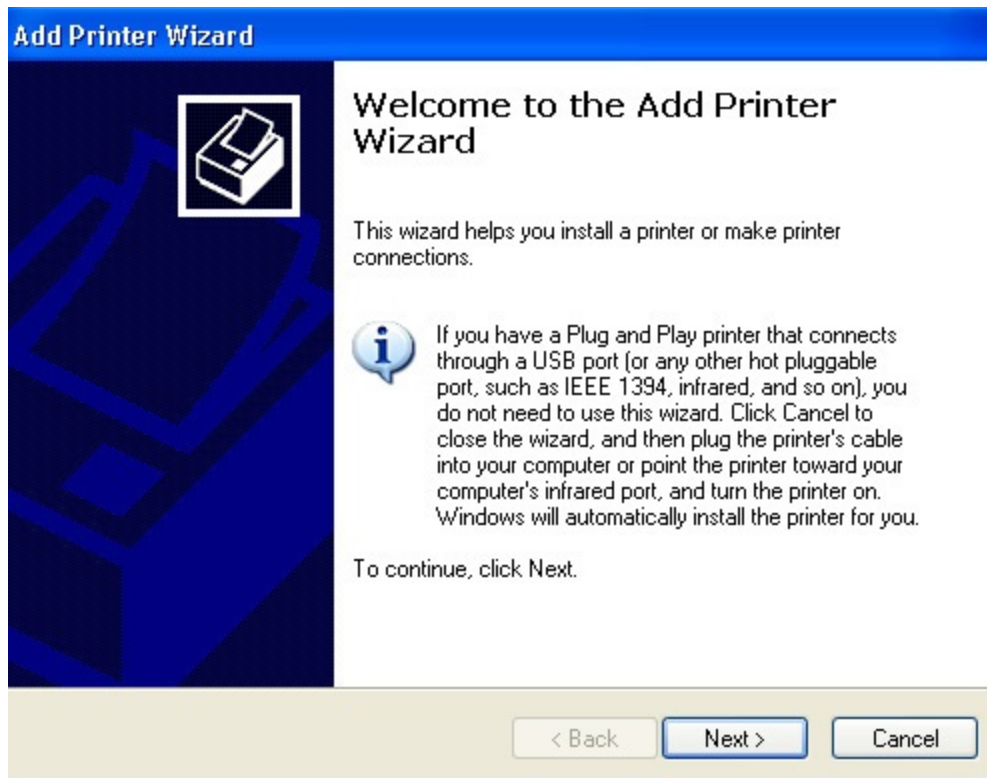 Add Printer Wizard
Welcome to the Add Printer
Wizard
This wizard helps you install a printer or make printer
connections.
If you have a Plug and Play printer that connects
through a USB port (or any other hot pluggable
port, such as IEEE 1394, infrared, and so on), you
do not need to use this wizard. Click Cancel to
close the wizard, and then plug the printer's cable
into your computer or point the printer toward your
computer's infrared port, and turn the printer on.
Windows will automatically install the printer for you.
To continue, click Next.
< Back Next > Cancel